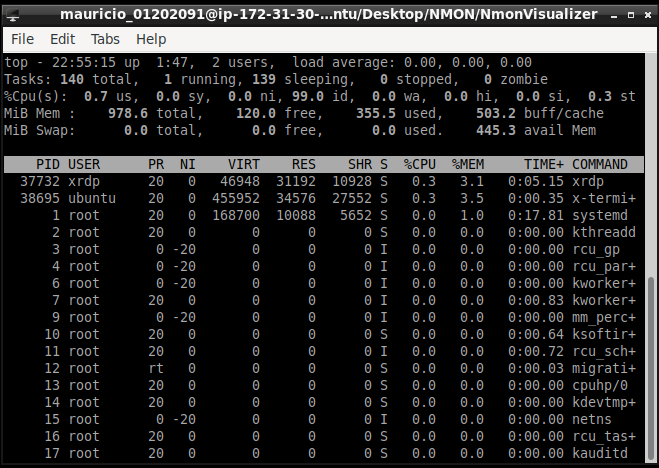 mauricio_01202091@ip-172-31-30-...ntu/Desktop/NMON/NmonVisualizer
File Edit Tabs Help
top - 22:55:15 up  1:47,  2 users,  load average: 0.00, 0.00, 0.00
Tasks: 140 total,   1 running, 139 sleeping,   0 stopped,   0 zombie
%Cpu(s):  0.7 us,  0.0 sy,  0.0 ni, 99.0 id,  0.0 wa,  0.0 hi,  0.0 si,  0.3 st
MiB Mem :    978.6 total,    120.0 free,    355.5 used,    503.2 buff/cache
MiB Swap:      0.0 total,      0.0 free,      0.0 used.    445.3 avail Mem
PID USER PR NI VIRT RES SHR S %CPU %MEM TIME+ COMMAND
37732 xrdp 20 0 46948 31192 10928 S 0.3 3.1 0:05.15 xrdp
38695 ubuntu 20 0 455952 34576 27552 S 0.3 3.5 0:00.35 x-termi+
1 root 20 0 168700 10088 5652 S 0.0 1.0 0:17.81 systemd
2 root 20 0 0 0 0 S 0.0 0.0 0:00.00 kthreadd
3 root 0 -20 0 0 0 I 0.0 0.0 0:00.00 rcu_gp
4 root 0 -20 0 0 0 I 0.0 0.0 0:00.00 rcu_par+
6 root 0 -20 0 0 0 I 0.0 0.0 0:00.00 kworker+
7 root 20 0 0 0 0 I 0.0 0.0 0:00.83 kworker+
9 root 0 -20 0 0 0 I 0.0 0.0 0:00.00 mm_perc+
10 root 20 0 0 0 0 S 0.0 0.0 0:00.64 ksoftir+
11 root 20 0 0 0 0 I 0.0 0.0 0:00.72 rcu_sch+
12 root rt 0 0 0 0 S 0.0 0.0 0:00.03 migrati+
13 root 20 0 0 0 0 S 0.0 0.0 0:00.00 cpuhp/0
14 root 20 0 0 0 0 S 0.0 0.0 0:00.00 kdevtmp+
15 root 0 -20 0 0 0 I 0.0 0.0 0:00.00 netns
16 root 20 0 0 0 0 S 0.0 0.0 0:00.00 rcu_tas+
17 root 20 0 0 0 0 S 0.0 0.0 0:00.00 kauditd